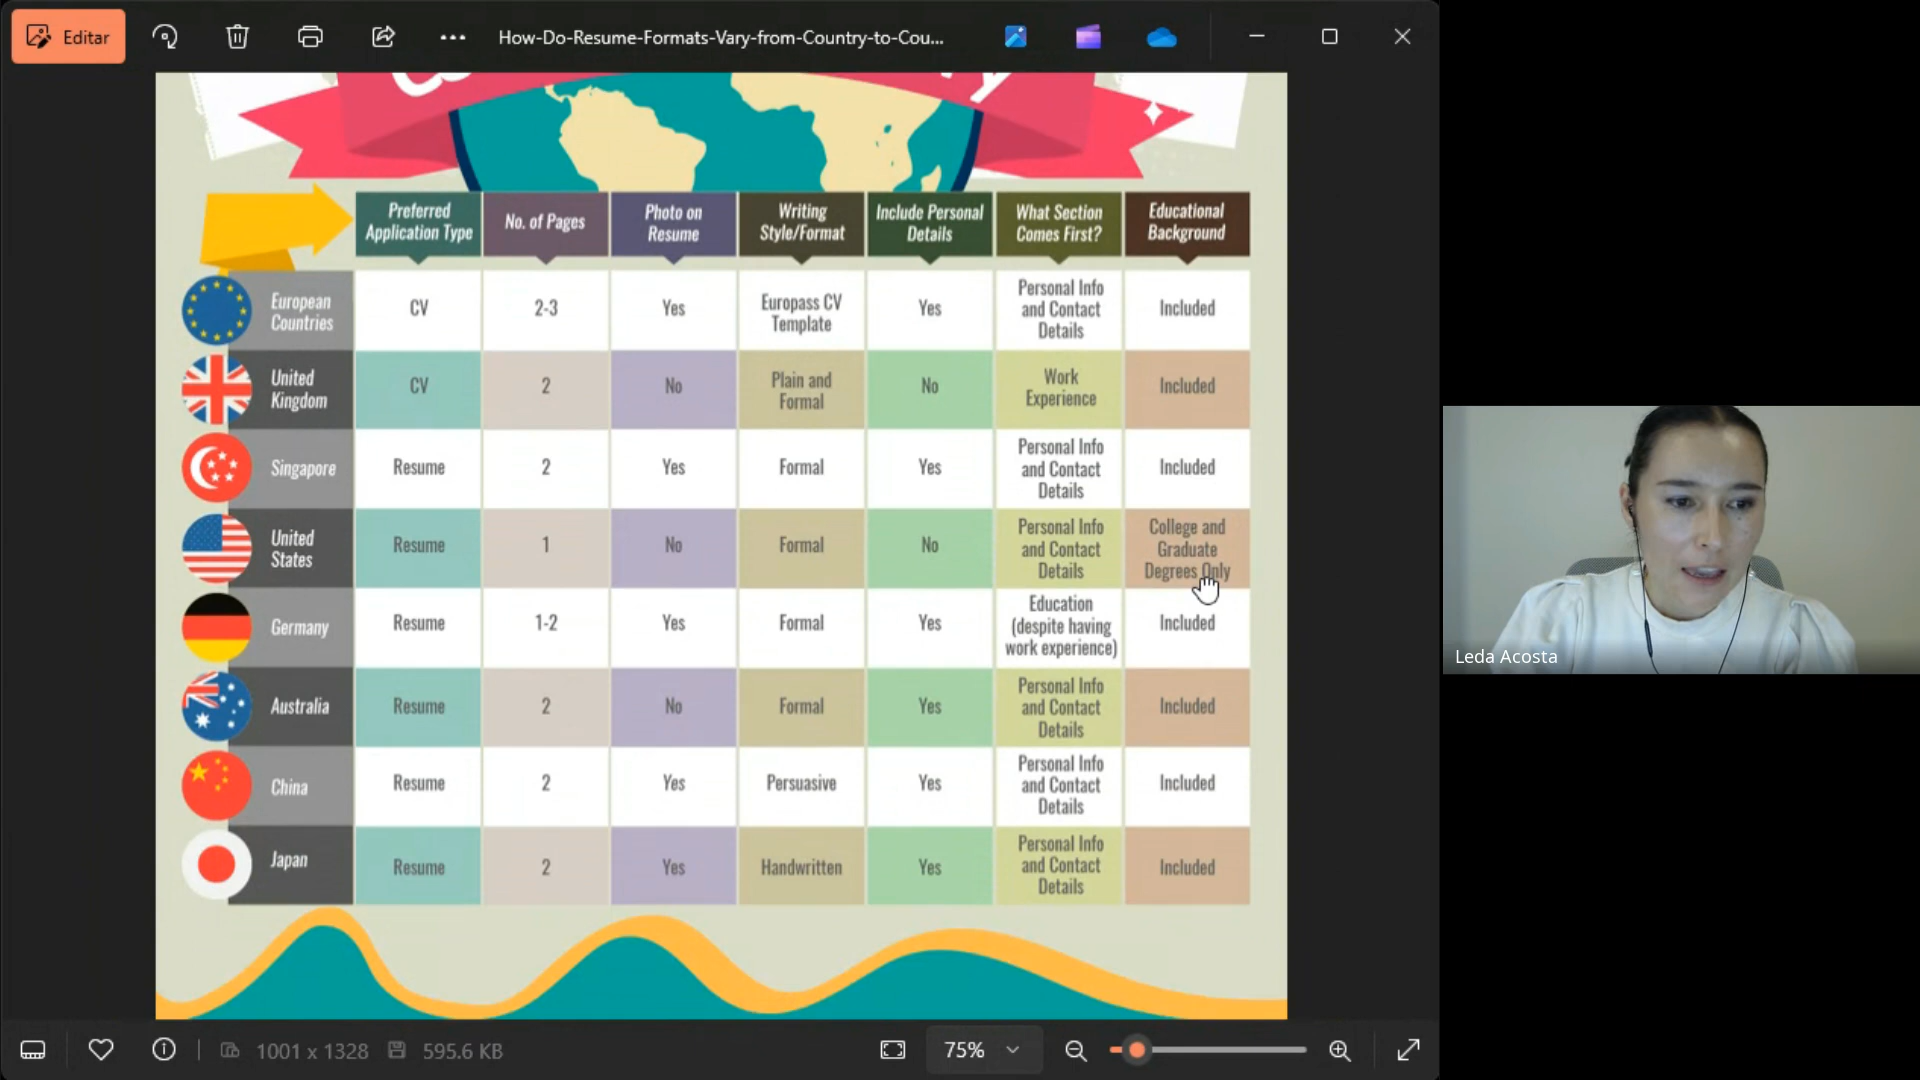 Editar
How-Do-Resume-Formats-Vary-from-Country-to-Cou...
Preferred
Application Type
No. of Pages
Photo on
Resume
Writing
Style/Format
Include Personal
Details
What Section
Comes First?
Educational
Background
European
Countries
CV
2-3
Yes
Europass CV
Template
Yes
Personal Info
and Contact
Details
Included
United
Kingdom
CV
2
No
Plain and
Formal
No
Work
Experience
Included
Singapore
Resume
2
Yes
Formal
Yes
Personal Info
and Contact
Details
Included
United
States
Resume
1
No
Formal
No
Personal Info
and Contact
Details
College and
Graduate
Degrees Only
Germany
Resume
1-2
Yes
Formal
Yes
Education
(despite having
work experience)
Included
Australia
Resume
2
No
Formal
Yes
Personal Info
and Contact
Details
Included
China
Resume
2
Yes
Persuasive
Yes
Personal Info
and Contact
Details
Included
Japan
Resume
2
Yes
Handwritten
Yes
Personal Info
and Contact
Details
Included
Leda Acosta
1001 x 1328
595.6 KB
75%